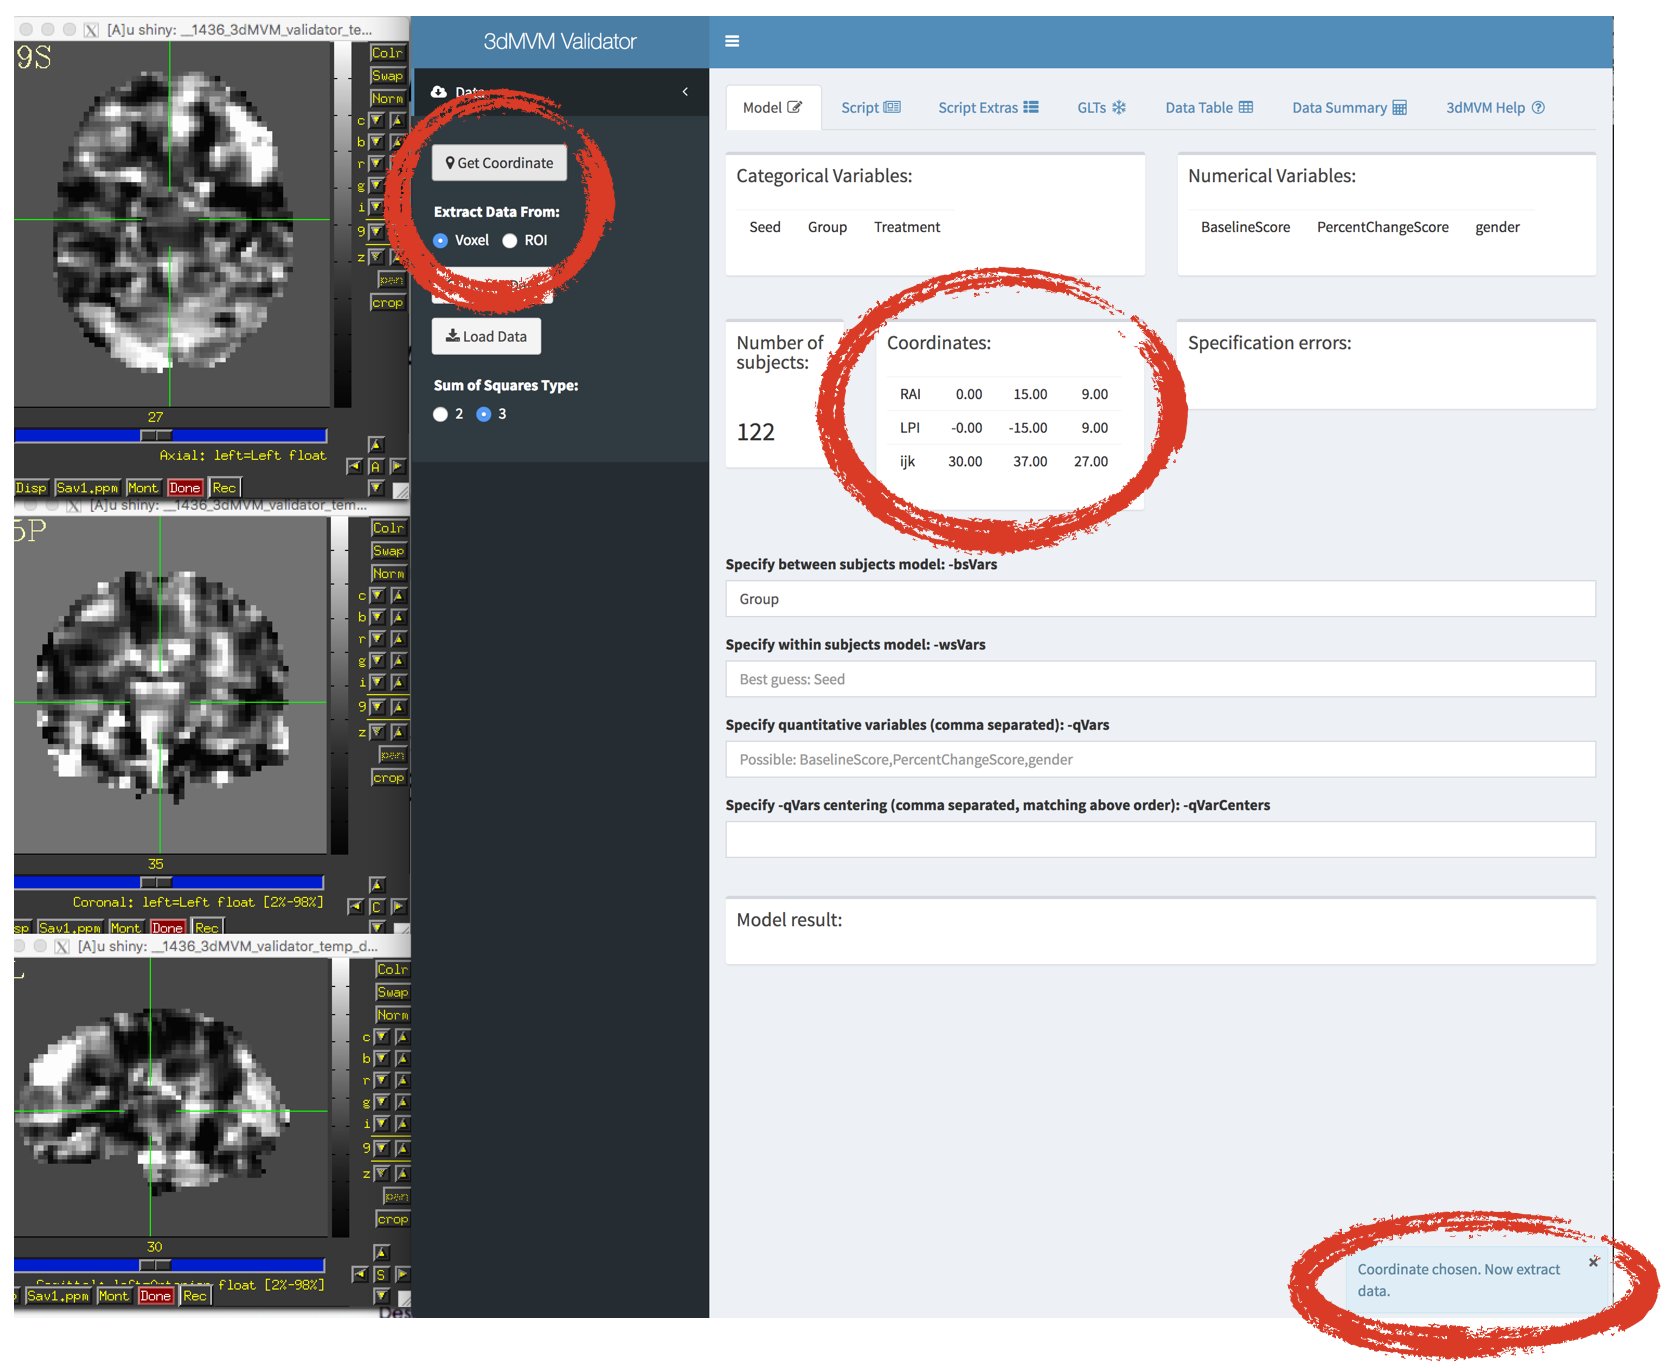 [A]u shiny: __1436_3dMVM_validator_te...
9S
Colr
Swap
Norm
c
b
r
g
i
9
z
pan
crop
27
Axial: left=Left float
A
Disp Sav1.ppm Mont Done Rec
[A]u shiny: __1436_3dMVM_validator_tem...
5P
Colr
Swap
Norm
c
b
r
g
i
9
z
pan
crop
35
Coronal: left=Left float [2%-98%]
C
sp Sav1.ppm Mont Done Rec
[A]u shiny: __1436_3dMVM_validator_temp_d...
L
Colr
Swap
Norm
c
b
r
g
i
9
z
pan
crop
30
float [2%-98%]
S
Sav1.ppm Mont Done Rec
Des
3dMVM Validator
Data
Get Coordinate
Extract Data From:
Voxel ROI
Load Data
Sum of Squares Type:
2 3
Model Script Script Extras GLTs Data Table Data Summary 3dMVM Help
Categorical Variables:
Seed Group Treatment
Numerical Variables:
BaselineScore PercentChangeScore gender
Number of
subjects:
122
Coordinates:
RAI 0.00 15.00 9.00
LPI -0.00 -15.00 9.00
ijk 30.00 37.00 27.00
Specification errors:
Specify between subjects model: -bsVars
Group
Specify within subjects model: -wsVars
Best guess: Seed
Specify quantitative variables (comma separated): -qVars
Possible: BaselineScore,PercentChangeScore,gender
Specify -qVars centering (comma separated, matching above order): -qVarCenters
Model result:
Coordinate chosen. Now extract
data.